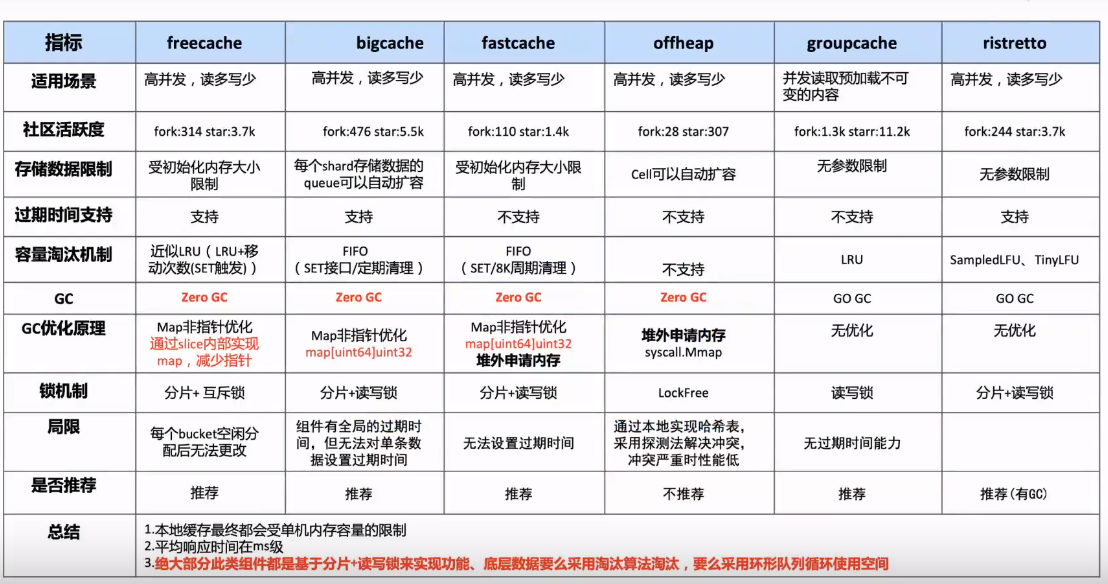 指标 freecache bigcache fastcache offheap groupcache ristretto
适用场景 高并发，读多写少 高并发，读多写少 高并发，读多写少 高并发，读多写少 并发读取预加载不可 高并发，读多写少
变的内容
社区活跃度 fork:314 star:3.7k fork:476 star:5.5k fork:110 star:1.4k fork:28 star:307 fork:1.3k starr:11.2k fork:244 star:3.7k
存储数据限制 受初始化内存大小 每个shard存储数据的 受初始化内存大小限 Cell可以自动扩容 无参数限制 无参数限制
限制 queue可以自动扩容 制
过期时间支持 支持 支持 不支持 不支持 不支持 支持
容量淘汰机制 近似LRU（LRU+移 FIFO FIFO 不支持 LRU SampledLFU、TinyLFU
动次数(SET触发)） （SET接口/定期清理） （SET/8K周期清理）
GC Zero GC Zero GC Zero GC Zero GC GO GC GO GC
GC优化原理 Map非指针优化 Map非指针优化 Map非指针优化 堆外申请内存 无优化 无优化
通过slice内部实现 map[uint64]uint32 map[uint64]uint32 syscall.Mmap
map，减少指针 堆外申请内存
锁机制 分片+ 互斥锁 分片+读写锁 分片+读写锁 LockFree 读写锁 分片+读写锁
局限 每个bucket空闲分 组件有全局的过期时 无法设置过期时间 通过本地实现哈希表， 无过期时间能力
配后无法更改 间，但无法对单条数 采用探测法解决冲突，
据设置过期时间 冲突严重时性能低
是否推荐 推荐 推荐 推荐 不推荐 推荐 推荐(有GC)
总结 1.本地缓存最终都会受单机内存容量的限制
2.平均响应时间在ms级
3.绝大部分此类组件都是基于分片+读写锁来实现功能、底层数据要么采用淘汰算法淘汰，要么采用环形队列循环使用空间